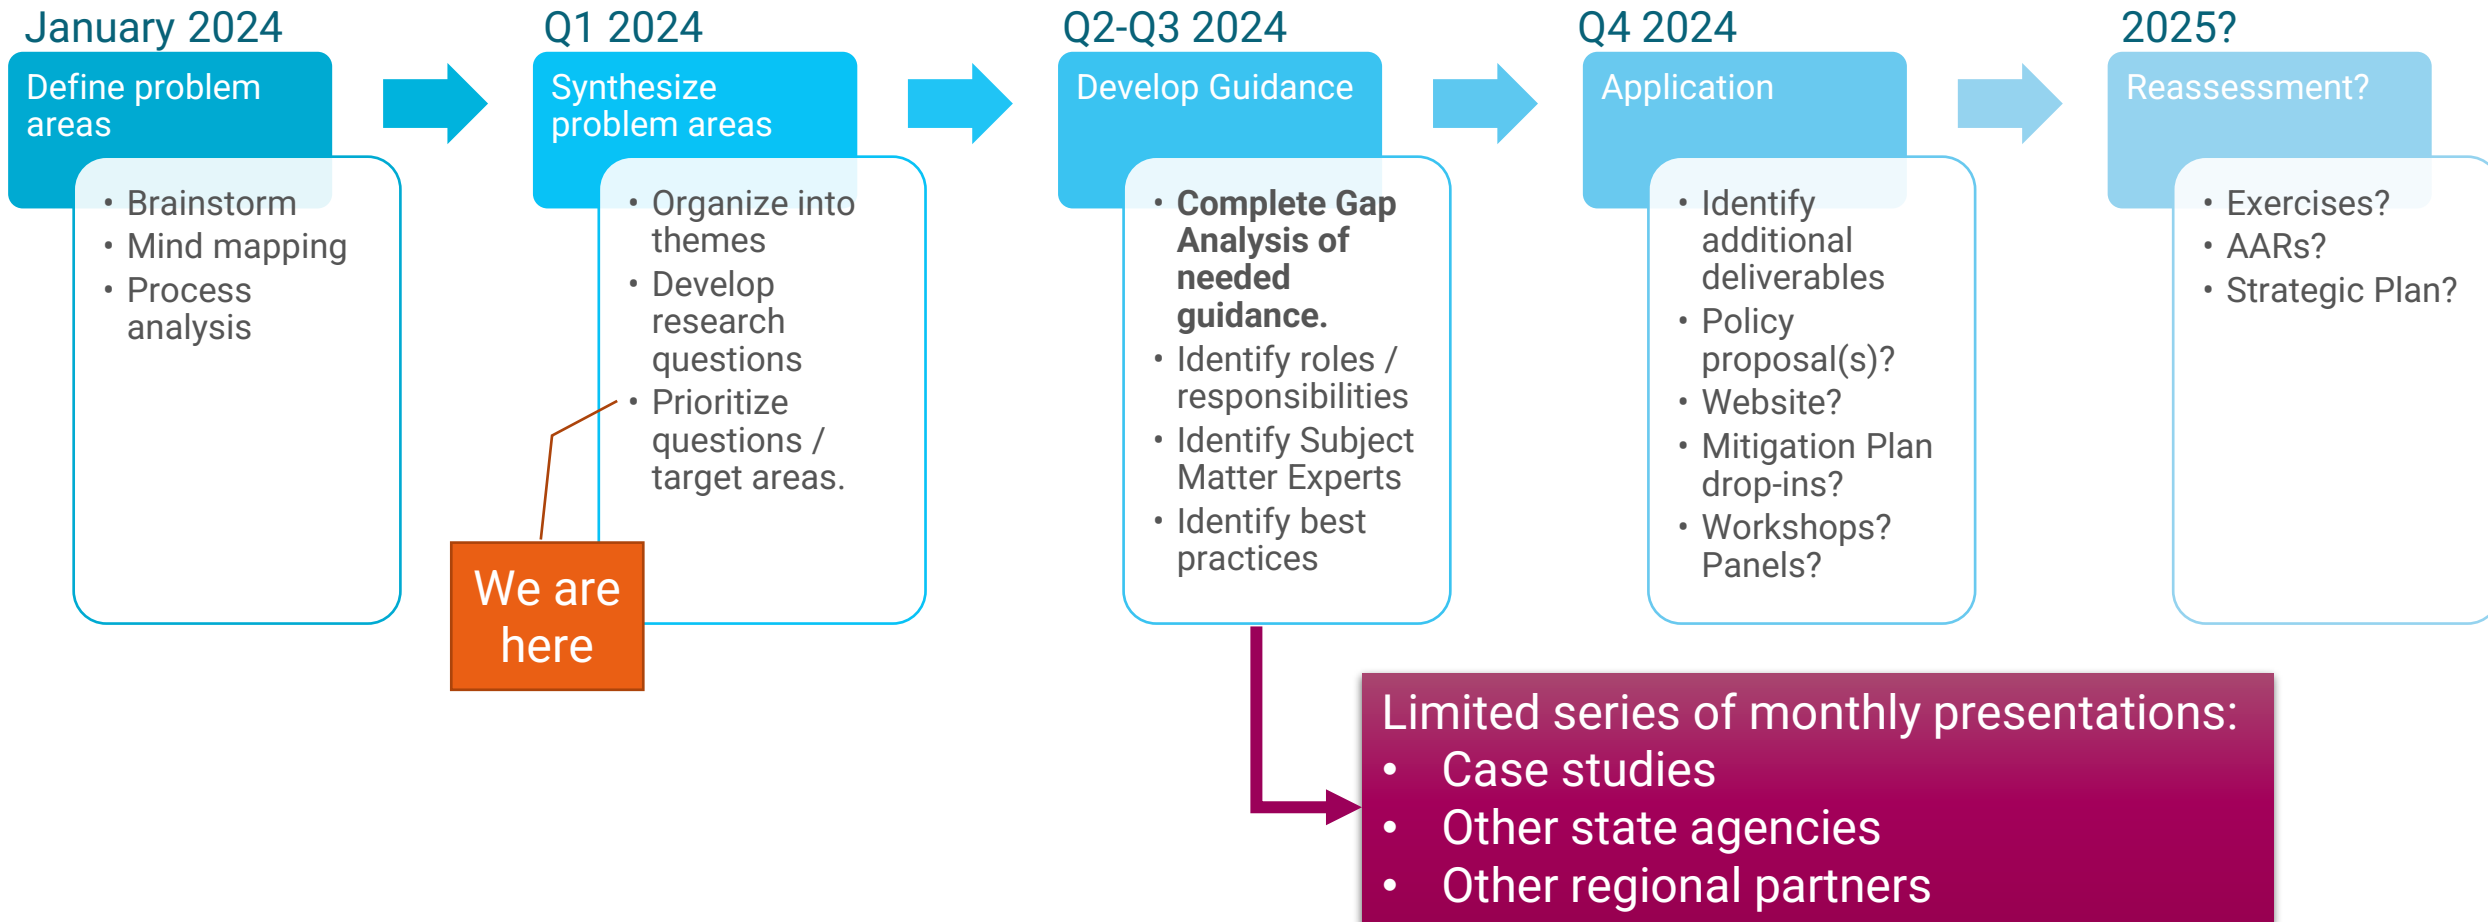 January 2024
Define problem
areas
• Brainstorm
• Mind mapping
• Process
analysis
Q1 2024
Synthesize
problem areas
• Organize into
themes
• Develop
research
questions
• Prioritize
questions /
target areas.
We are
here
Q2-Q3 2024
Develop Guidance
• Complete Gap
Analysis of
needed
guidance.
• Identify roles /
responsibilities
• Identify Subject
Matter Experts
• Identify best
practices
Q4 2024
Application
• Identify
additional
deliverables
• Policy
proposal(s)?
• Website?
• Mitigation Plan
drop-ins?
• Workshops?
Panels?
2025?
Reassessment?
• Exercises?
• AARs?
• Strategic Plan?
Limited series of monthly presentations:
• Case studies
• Other state agencies
• Other regional partners